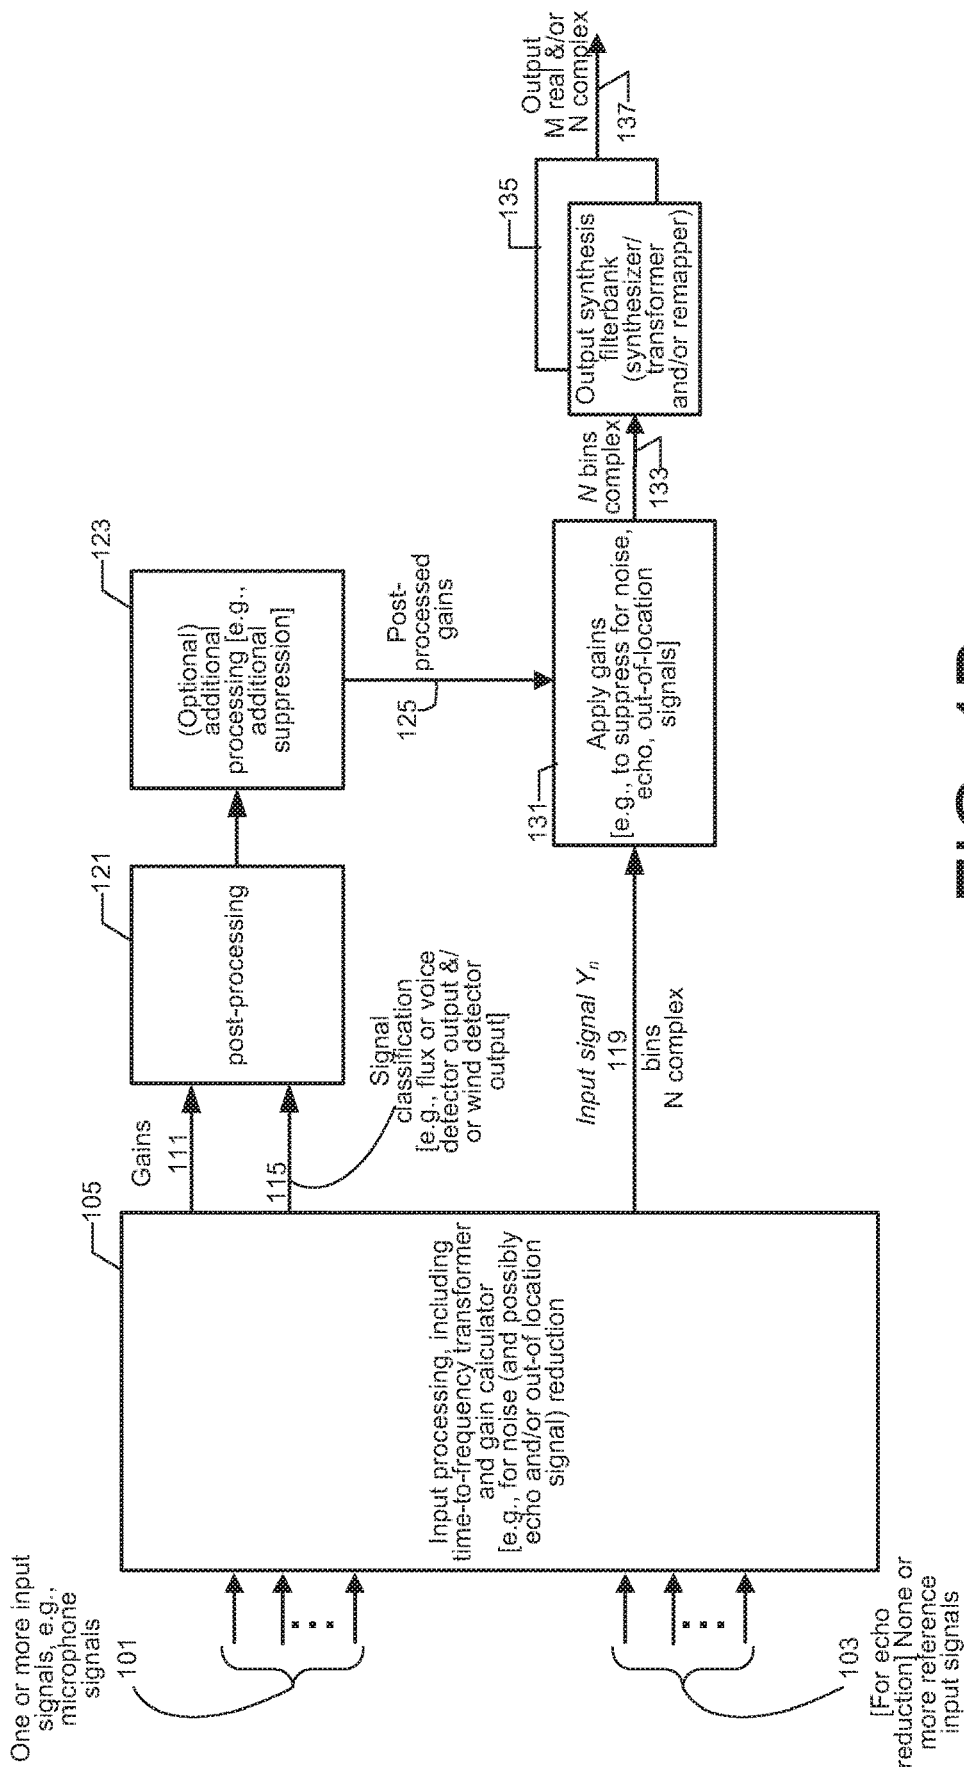 One or more input
signals, e.g.,
microphone
signals
101
[For echo
reduction] None or
more reference
input signals
103
105
Input processing, including
time-to-frequency transformer
and gain calculator
[e.g., for noise (and possibly
echo and/or out-of location
signal) reduction
Gains
111
115
Signal
classification
[e.g., flux or voice
detector output &/
or wind detector
output]
Input signal Yn
119
bins
N complex
121
post-processing
123
(Optional)
additional
processing [e.g.,
additional
suppression]
125
Post-
processed
gains
131
Apply gains
[e.g., to suppress for noise,
echo, out-of-location
signals]
N bins
complex
133
135
Output synthesis
filterbank
(synthesizer/
transformer
and/or remapper)
Output
M real &/or
N complex
137